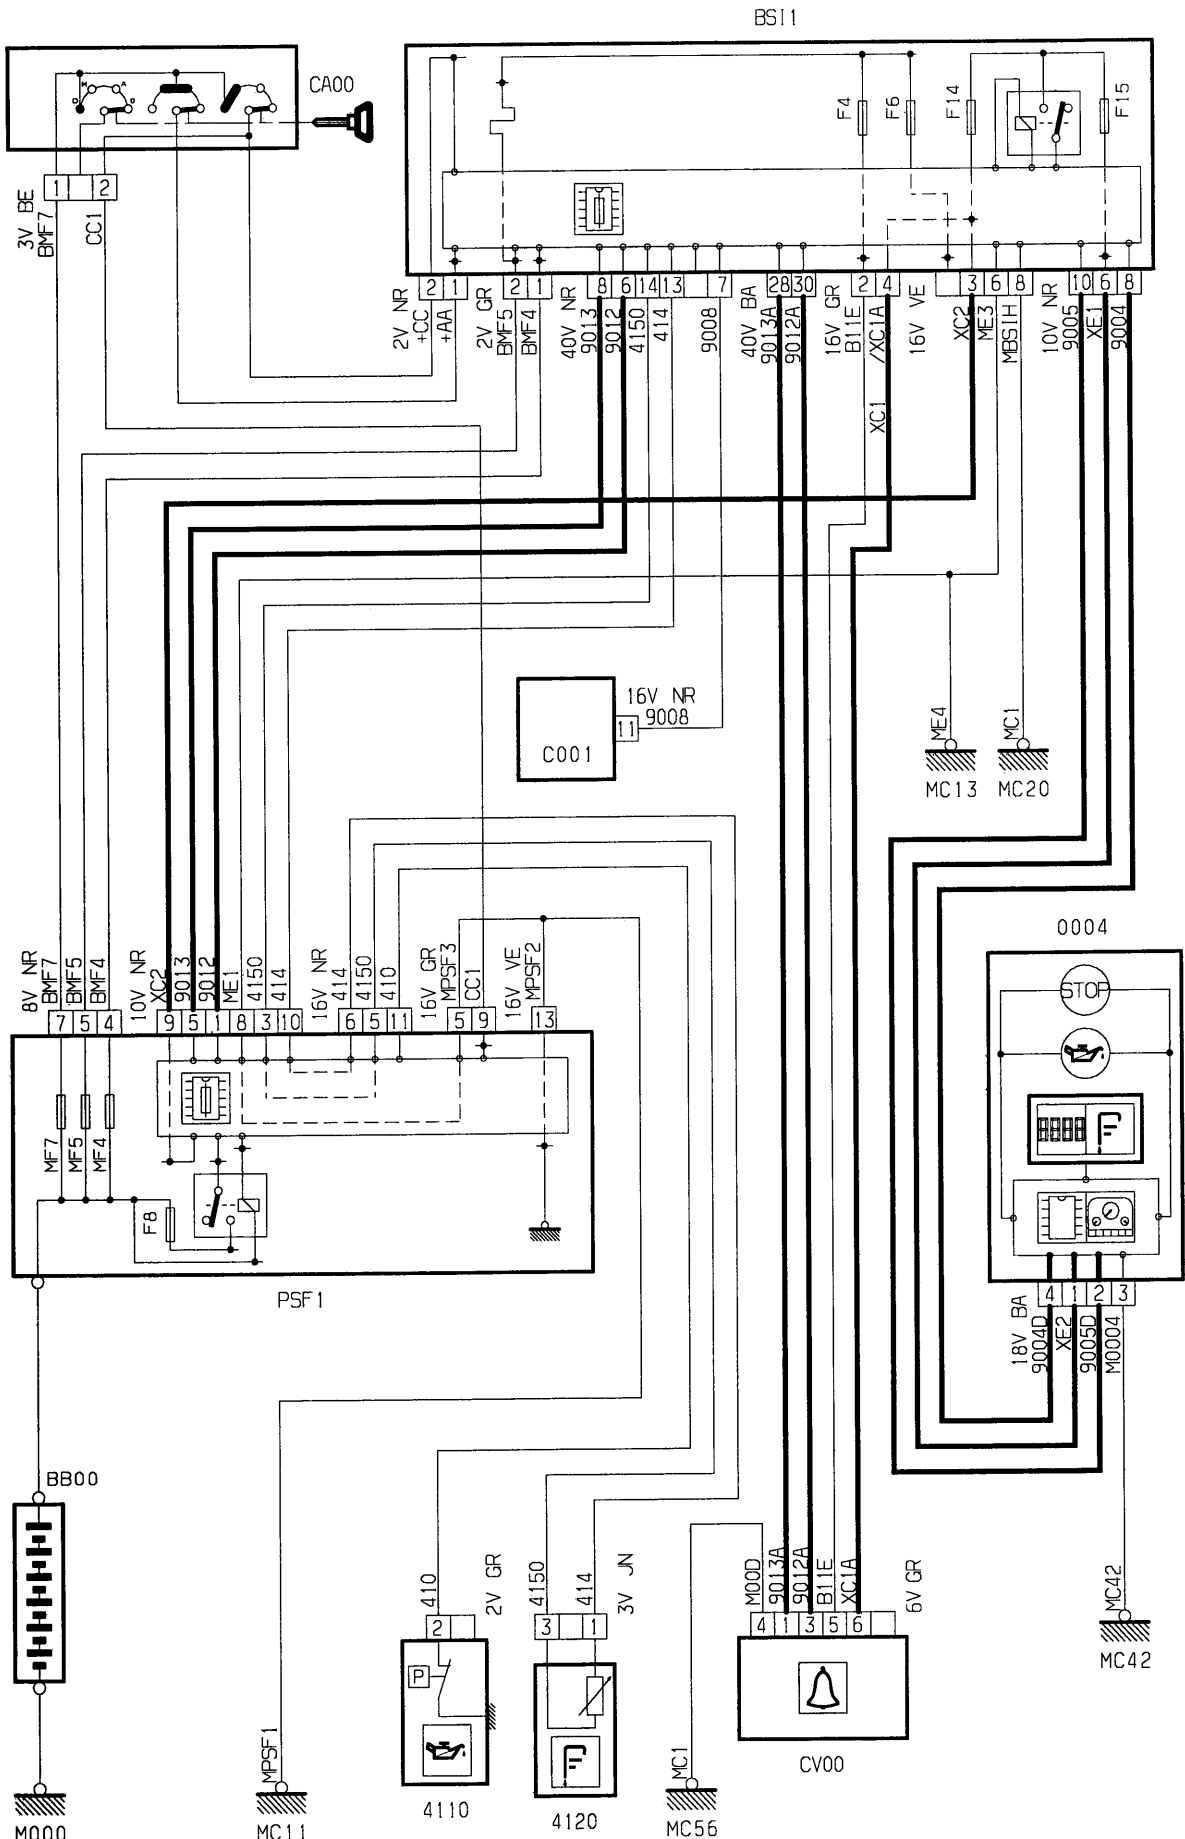 BSI1
CA00
H
A
D
D
F4
F6
F14
F15
1
2
3V BE
BMF7
CC1
2
1
2
1
8
6
14
13
7
28
30
2
4
3
6
8
10
6
8
2V NR
+CC
+AA
2V GR
BMF5
BMF4
40V NR
9013
9012
4150
414
9008
40V BA
9013A
9012A
16V GR
B11E
/XC1A
XC1
16V VE
XC2
ME3
MBSIH
10V NR
9005
XE1
9004
16V NR
9008
11
C001
ME4
MC1
MC13
MC20
0004
STOP
8V NR
BMF7
BMF5
BMF4
10V NR
XC2
9013
9012
ME1
4150
414
16V NR
414
4150
410
16V GR
MPSF3
CC1
16V VE
MPSF2
7
5
4
9
5
1
8
3
10
6
5
11
5
9
13
MF7
MF5
MF4
F8
PSF1
4
1
2
3
18V BA
9004D
XE2
9005D
M0004
BB00
410
2V GR
4150
414
3V JN
M00D
9013A
9012A
B11E
XC1A
6V GR
2
3
1
4
1
3
5
6
P
MC42
MC42
MPSF1
MC1
CV00
4110
4120
M000
MC11
MC56